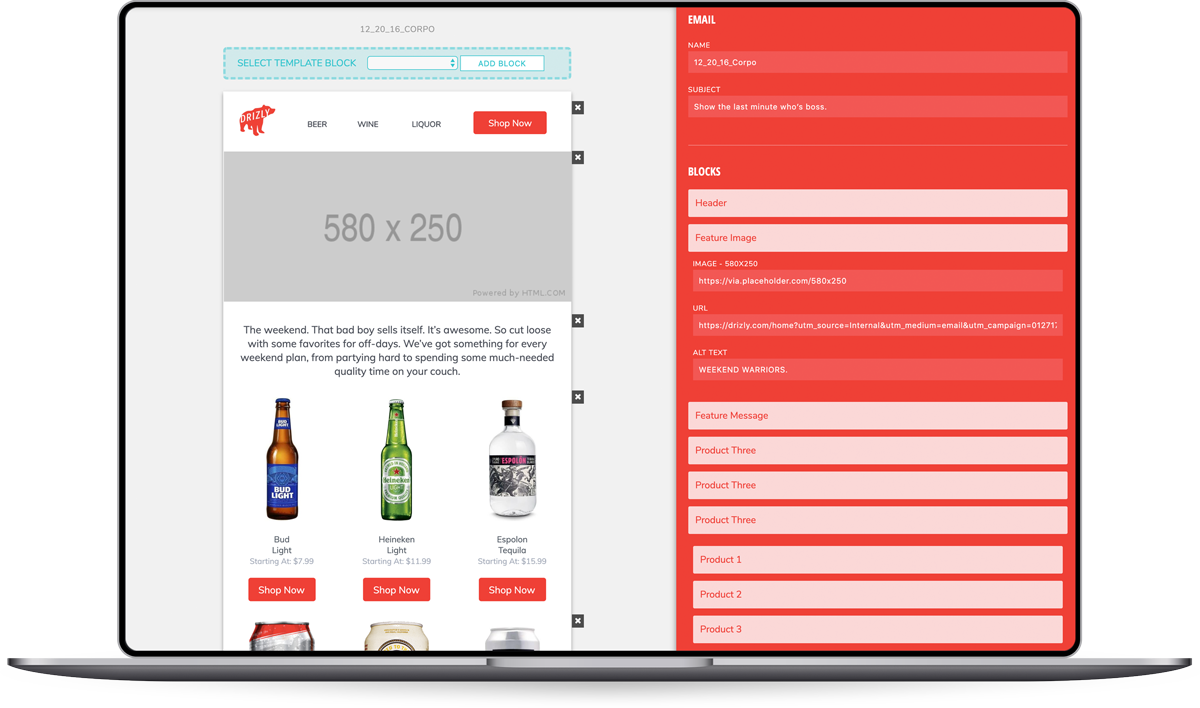 12_20_16_CORPO
SELECT TEMPLATE BLOCK
ADD BLOCK
DRIZLY
BEER WINE LIQUOR Shop Now
580 x 250
Powered by HTML.COM
The weekend. That bad boy sells itself. It's awesome. So cut loose
with some favorites for off-days. We've got something for every
weekend plan, from partying hard to spending some much-needed
quality time on your couch.
BUD
LIGHT
BUD
LIGHT
Heineken
ESPOLÓN
Bud
Light
Starting At: $7.99
Shop Now
Heineken
Light
Starting At: $11.99
Shop Now
Espolon
Tequila
Starting At: $15.99
Shop Now
EMAIL
NAME
12_20_16_Corpo
SUBJECT
Show the last minute who's boss.
BLOCKS
Header
Feature Image
IMAGE - 580X250
https://via.placeholder.com/580x250
URL
https://drizly.com/home?utm_source=Internal&utm_medium=email&utm_campaign=01271
ALT TEXT
WEEKEND WARRIORS.
Feature Message
Product Three
Product Three
Product Three
Product 1
Product 2
Product 3